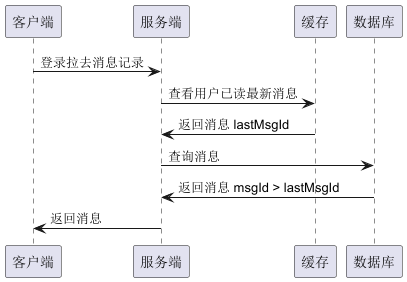 客户端 服务端 缓存 数据库
登录拉去消息记录
查看用户已读最新消息
返回消息 lastMsgId
查询消息
返回消息 msgId > lastMsgId
返回消息
客户端 服务端 缓存 数据库